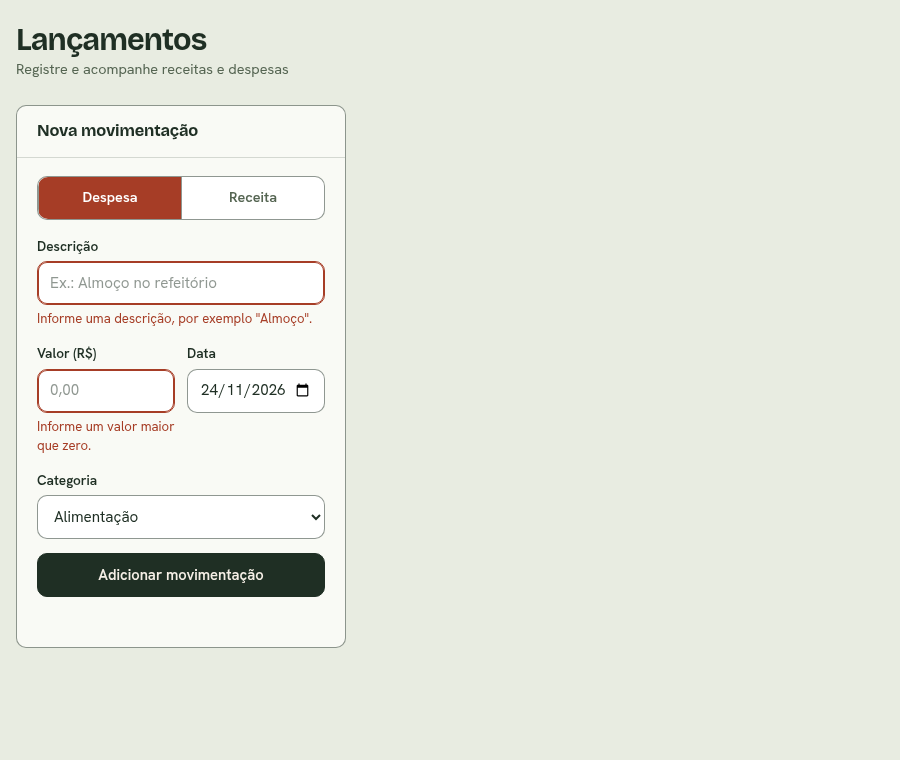 Lançamentos
Registre e acompanhe receitas e despesas
Nova movimentação
Despesa Receita
Descrição
Ex.: Almoço no refeitório
Informe uma descrição, por exemplo "Almoço".
Valor (R$) Data
0,00 24/11/2026
Informe um valor maior
que zero.
Categoria
Alimentação
Adicionar movimentação